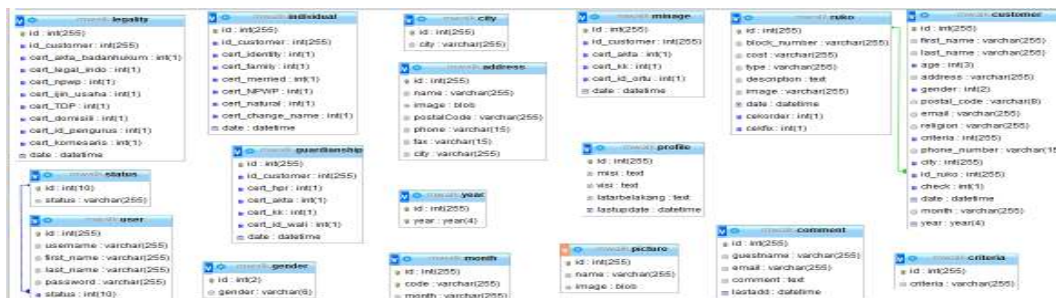 legality
id : int(255)
id_customer : int(255)
cert_akta_badanhukum : int(1)
cert_legal_indo : int(1)
cert_npwp : int(1)
cert_ijin_usaha : int(1)
cert_TDP : int(1)
cert_domisili : int(1)
cert_id_pengurus : int(1)
cert_komesaris : int(1)
date : datetime
status
id : int(10)
status : varchar(255)
user
id : int(255)
username : varchar(255)
first_name : varchar(255)
last_name : varchar(255)
password : varchar(255)
status : int(10)
individual
id : int(255)
id_customer : int(255)
cert_identity : int(1)
cert_family : int(1)
cert_merried : int(1)
cert_NPWP : int(1)
cert_natural : int(1)
cert_change_name : int(1)
date : datetime
guardianship
id : int(255)
id_customer : int(255)
cert_hpr : int(1)
cert_akta : int(1)
cert_kk : int(1)
cert_id_wali : int(1)
date : datetime
gender
id : int(2)
gender : varchar(6)
city
id : int(255)
city : varchar(255)
address
id : int(255)
name : varchar(255)
image : blob
postalCode : varchar(255)
phone : varchar(15)
fax : varchar(15)
city : varchar(255)
year
id : int(255)
year : year(4)
month
id : int(255)
code : varchar(255)
month : varchar(255)
minage
id : int(255)
id_customer : int(255)
cert_akta : int(1)
cert_kk : int(1)
cert_id_ortu : int(1)
date : datetime
profile
id : int(255)
misi : text
visi : text
latarbelakang : text
lastupdate : datetime
picture
id : int(255)
name : varchar(255)
image : blob
ruko
id : int(255)
block_number : varchar(255)
cost : varchar(255)
type : varchar(255)
description : text
image : varchar(255)
date : datetime
cekorder : int(1)
cekfix : int(1)
comment
id : int(255)
guestname : varchar(255)
email : varchar(255)
comment : text
lastadd : datetime
customer
id : int(255)
first_name : varchar(255)
last_name : varchar(255)
age : int(3)
address : varchar(255)
gender : int(2)
postal_code : varchar(8)
email : varchar(255)
religion : varchar(255)
criteria : int(255)
phone_number : varchar(15
city : int(255)
id_ruko : int(255)
check : int(1)
date : datetime
month : varchar(255)
year : year(4)
criteria
id : int(255)
criteria : varchar(255)